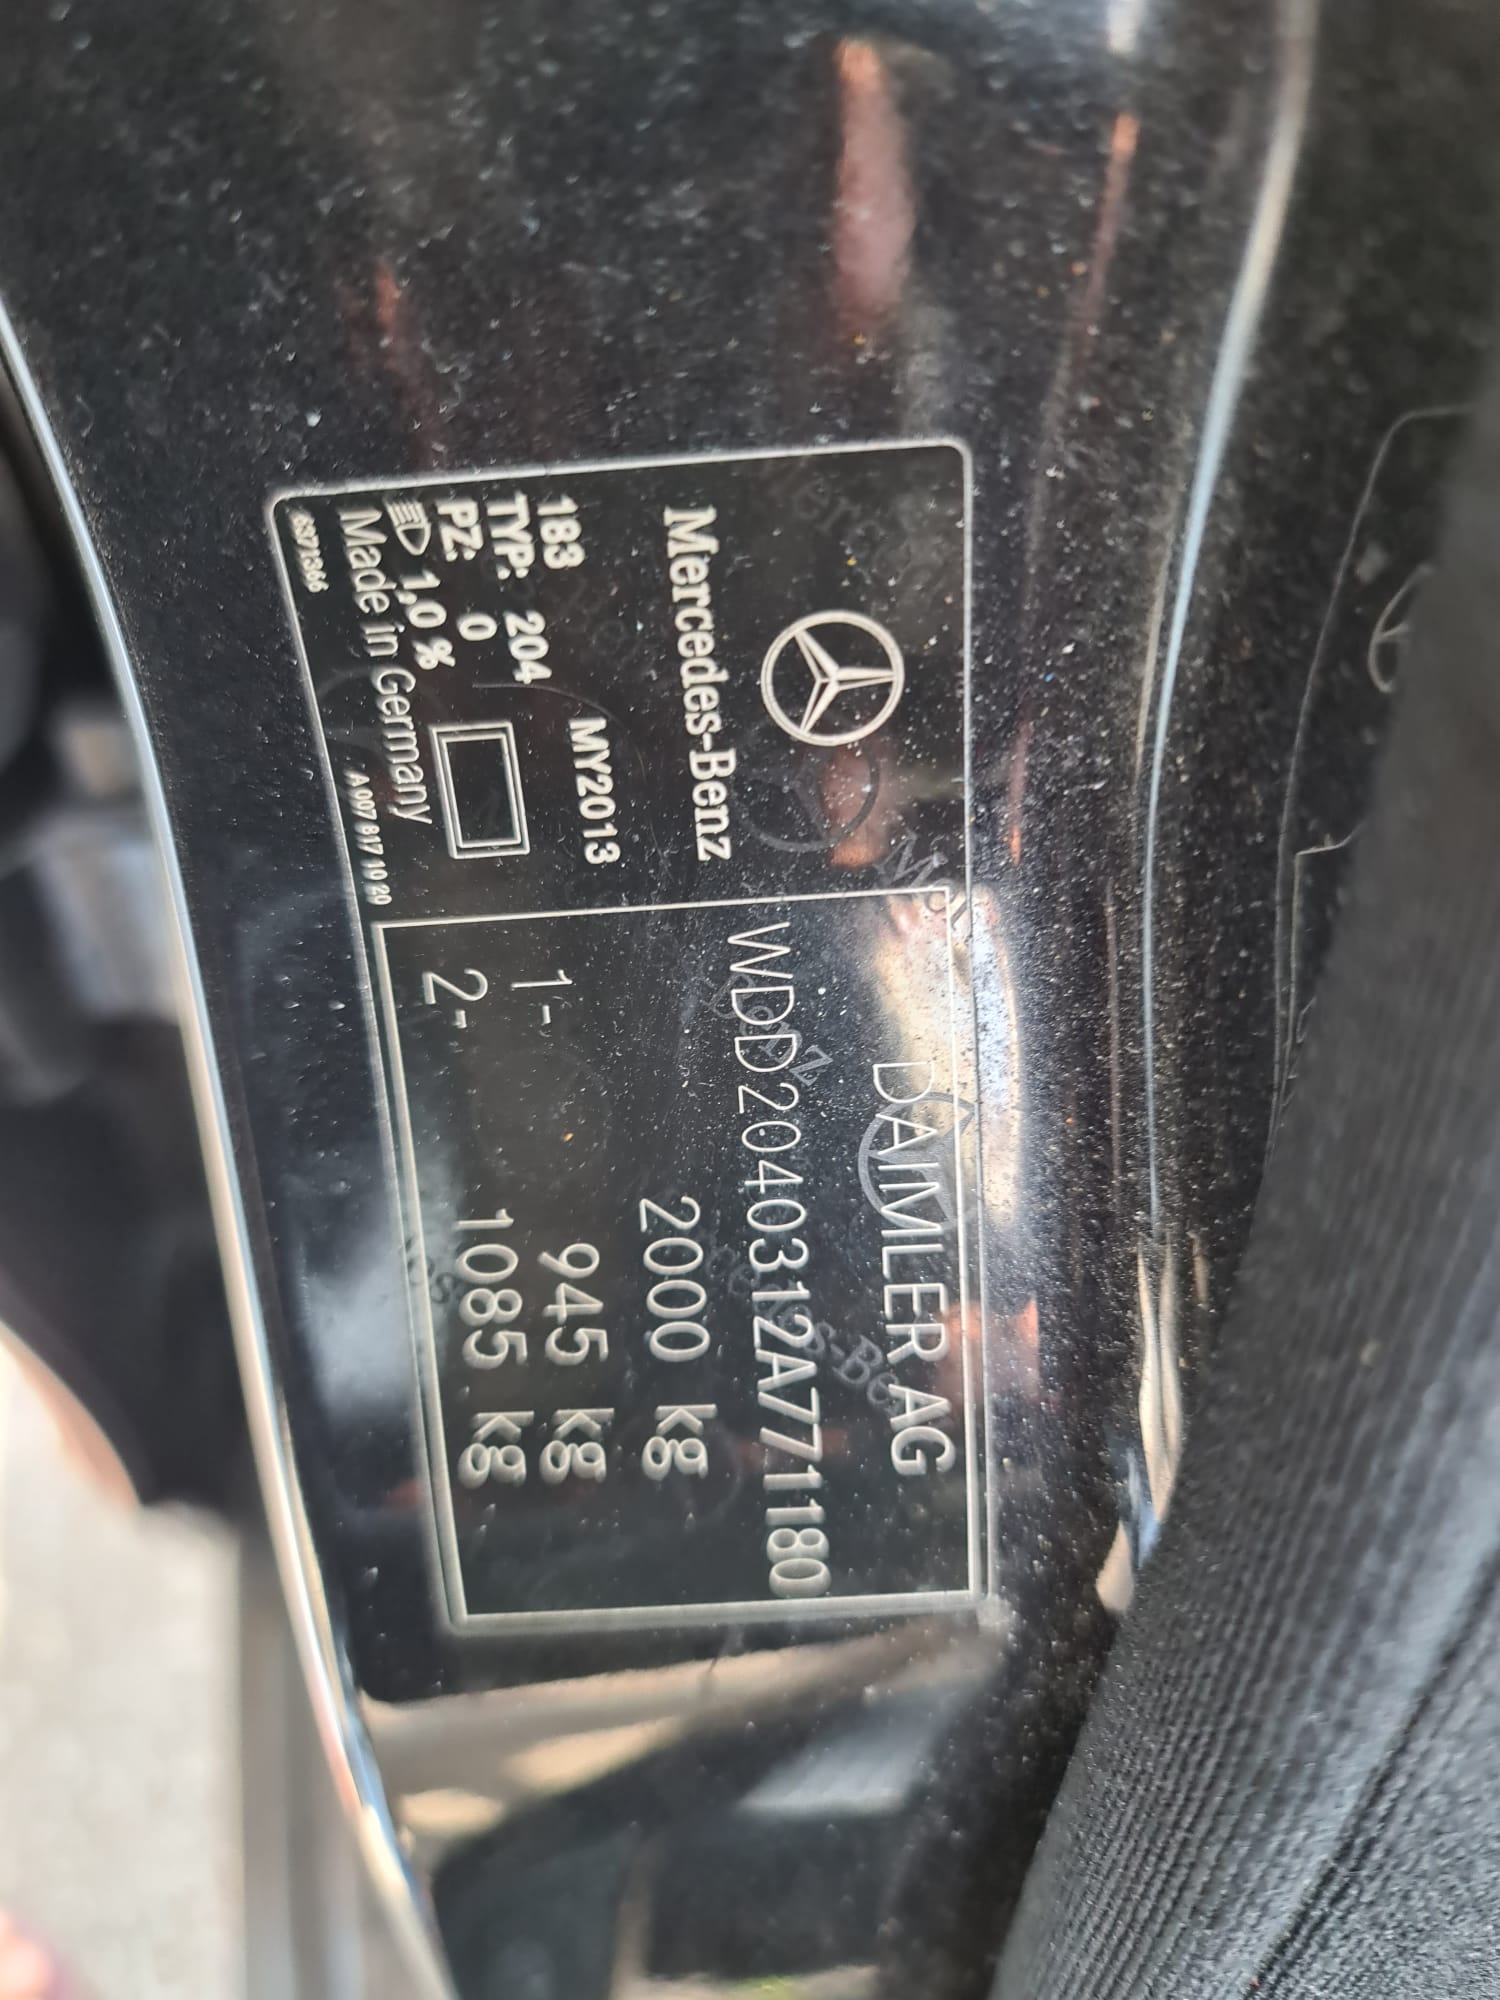 Mercedes-Benz
183 MY2013
TYP: 204
PZ: 0
1,0 %
Made in Germany
6371366 A 007 817 10 20
DAIMLER AG
WDD2040312A771180
2000 kg
1- 945 kg
2- 1085 kg